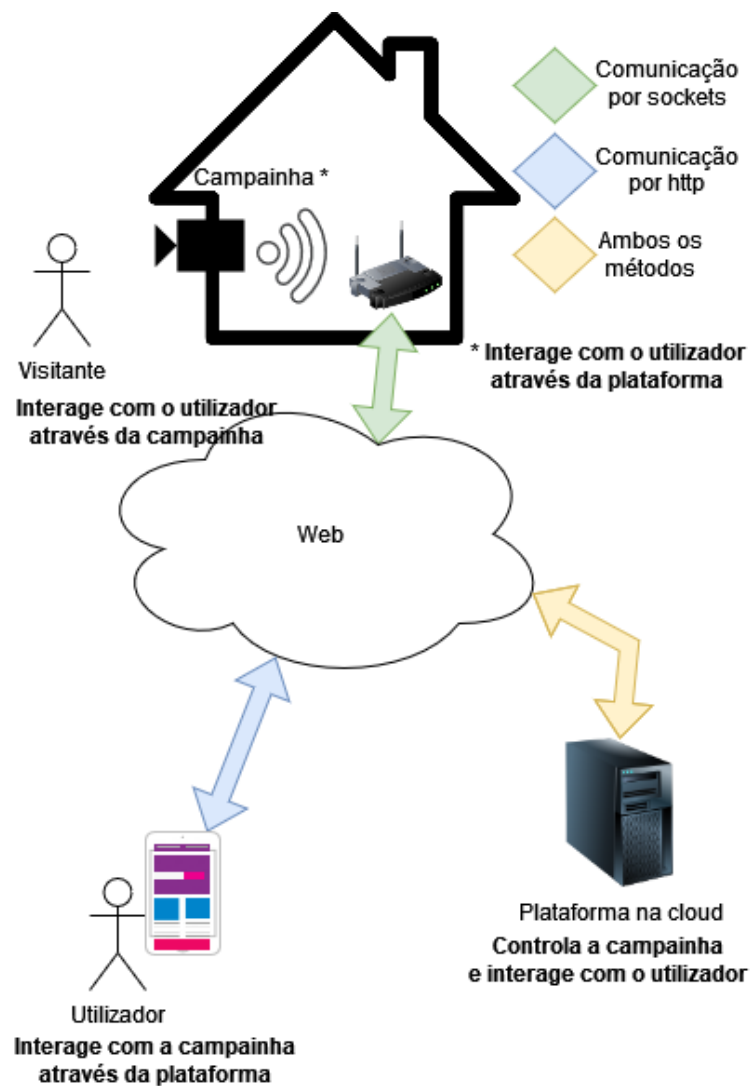 Comunicação
por sockets
Comunicação
por http
Ambos os
métodos
Campainha *
Visitante
Interage com o utilizador
através da campainha
* Interage com o utilizador
através da plataforma
Web
Plataforma na cloud
Controla a campainha
e interage com o utilizador
Utilizador
Interage com a campainha
através da plataforma